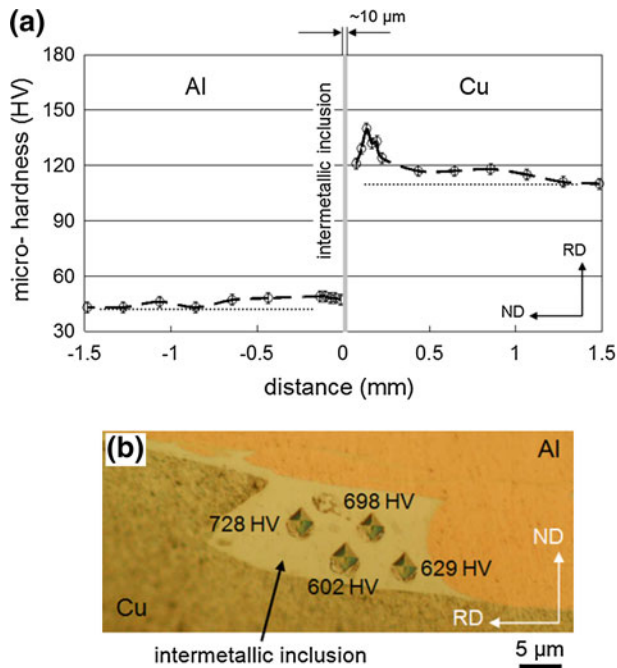 (a)
~10 µm
180
150
120
90
60
30
micro- hardness (HV)
Al
Cu
intermetallic inclusion
RD
ND
-1.5
-1
-0.5
0
0.5
1
1.5
distance (mm)
(b)
Al
698 HV
728 HV
629 HV
602 HV
ND
RD
Cu
intermetallic inclusion
5 µm